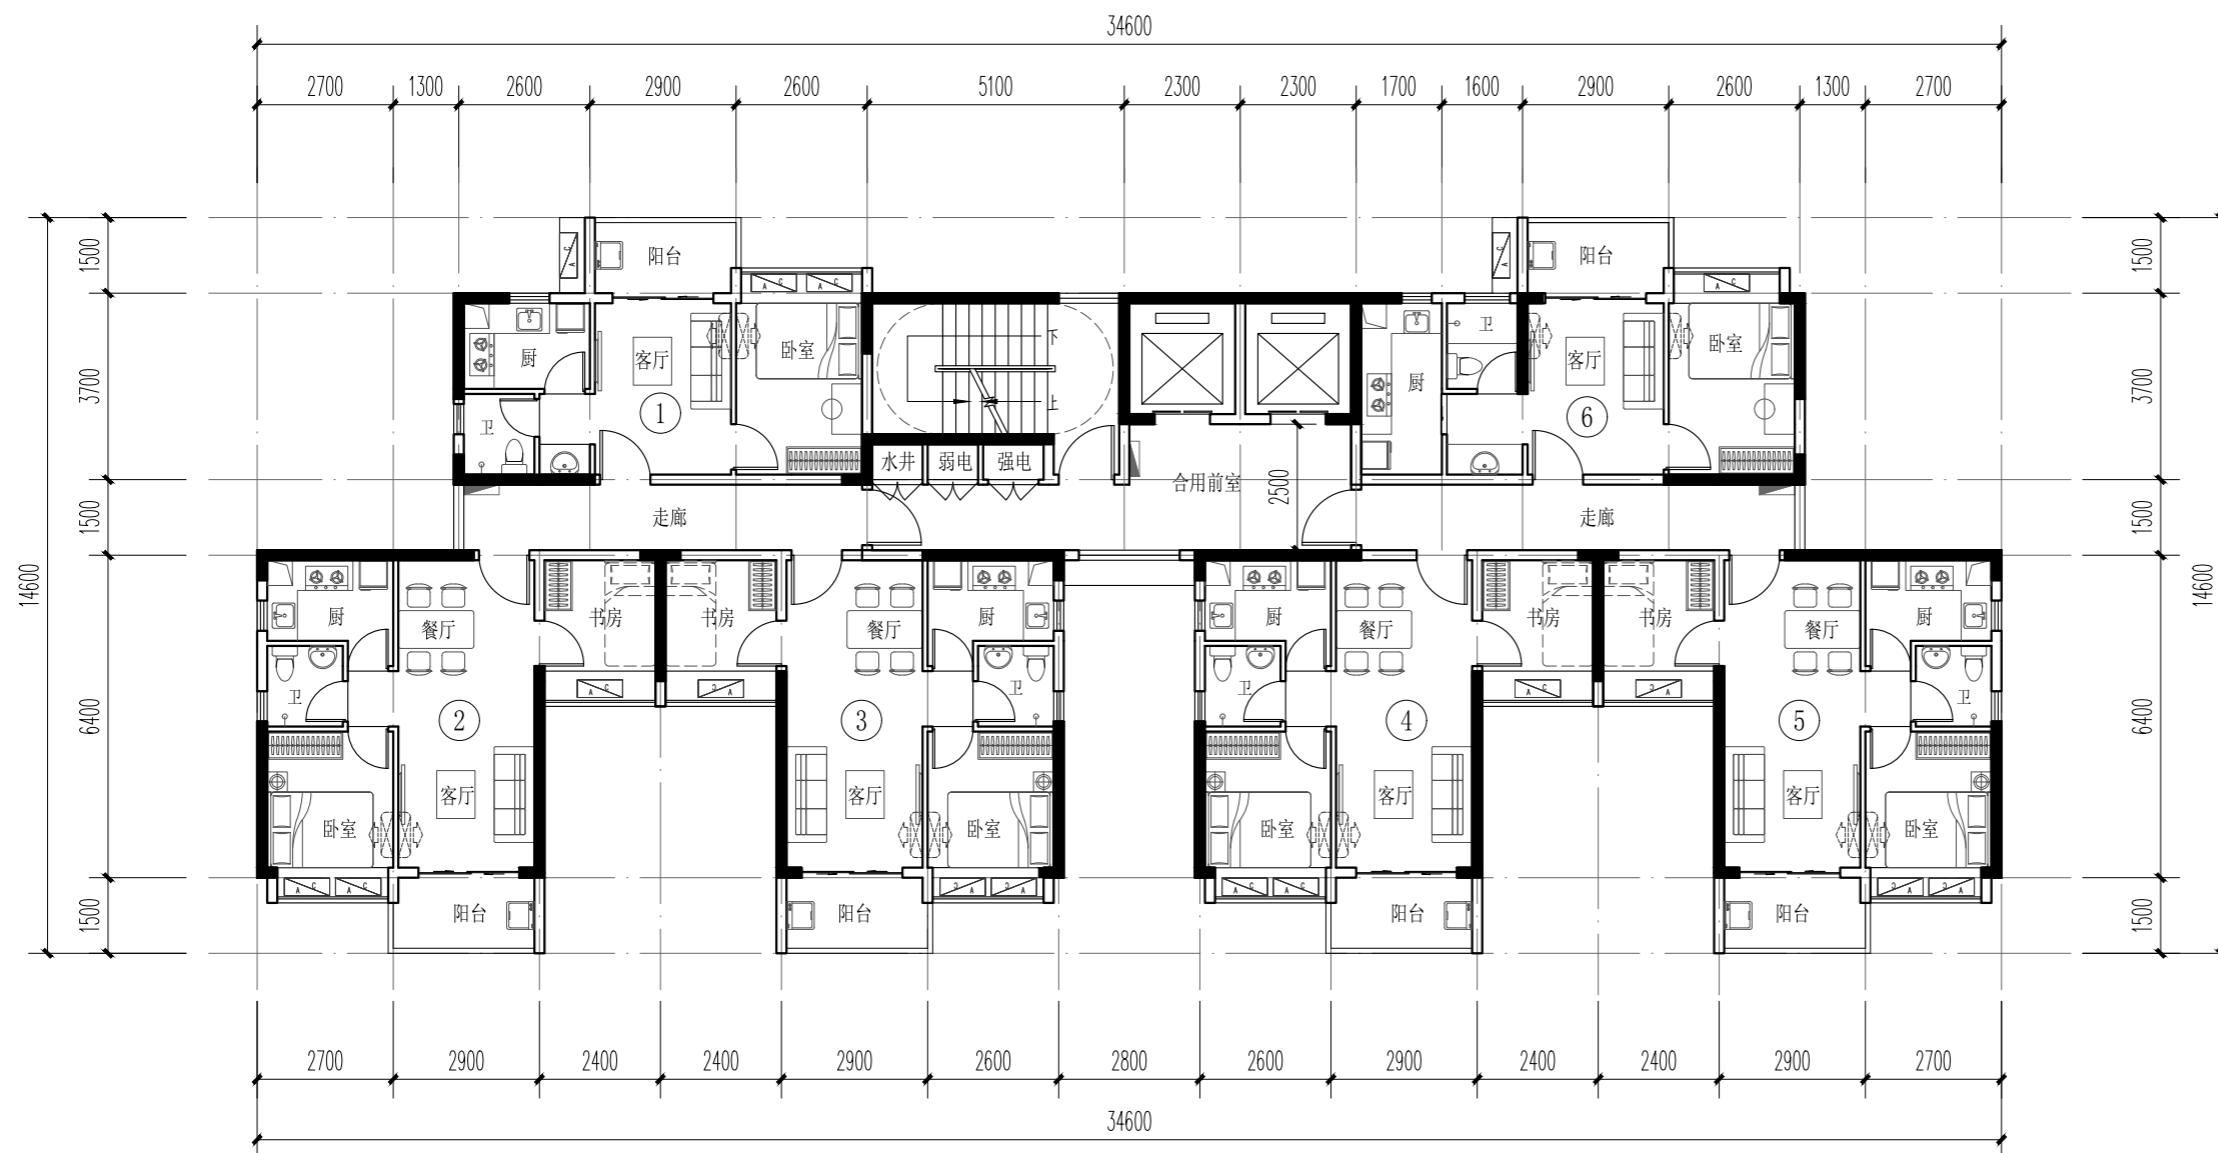 34600
2700 1300 2600 2900 2600 5100 2300 2300 1700 1600 2900 2600 1300 2700
1500 阳台 阳台 1500
3700 厨 客厅 卧室 下 厨 卫 客厅 卧室 3700
卫 1 上 6
水井 弱电 强电 合用前室 2500
1500 走廊 走廊 1500
14600 14600
厨 餐厅 书房 书房 餐厅 厨 厨 餐厅 书房 书房 餐厅 厨
6400 卫 2 3 卫 卫 4 5 卫 6400
卧室 客厅 客厅 卧室 卧室 客厅 客厅 卧室
1500 阳台 阳台 阳台 阳台 1500
2700 2900 2400 2400 2900 2600 2800 2600 2900 2400 2400 2900 2700
34600